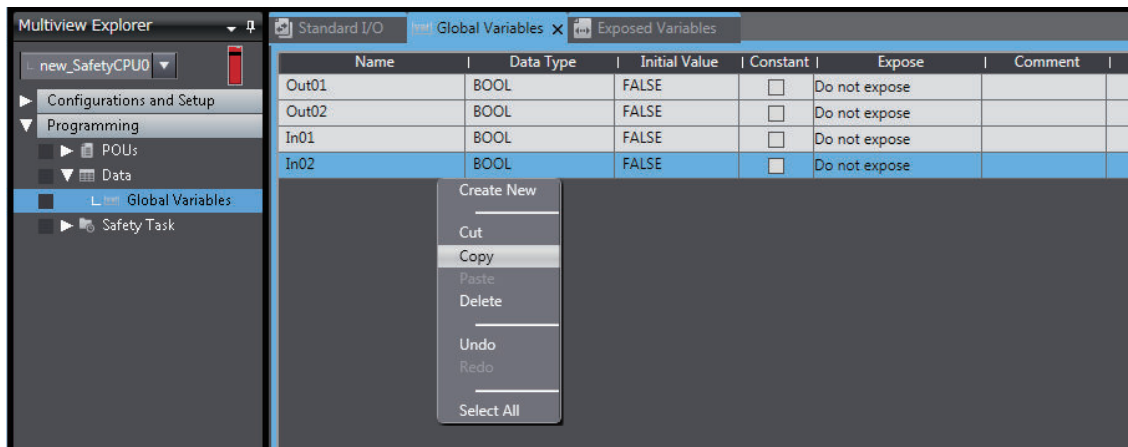 Multiview Explorer
new_SafetyCPU0
Configurations and Setup
Programming
POUs
Data
Global Variables
Safety Task
Standard I/O Global Variables Exposed Variables
Name Data Type Initial Value Constant Expose Comment
Out01 BOOL FALSE Do not expose
Out02 BOOL FALSE Do not expose
In01 BOOL FALSE Do not expose
In02 BOOL FALSE Do not expose
Create New
Cut
Copy
Paste
Delete
Undo
Redo
Select All